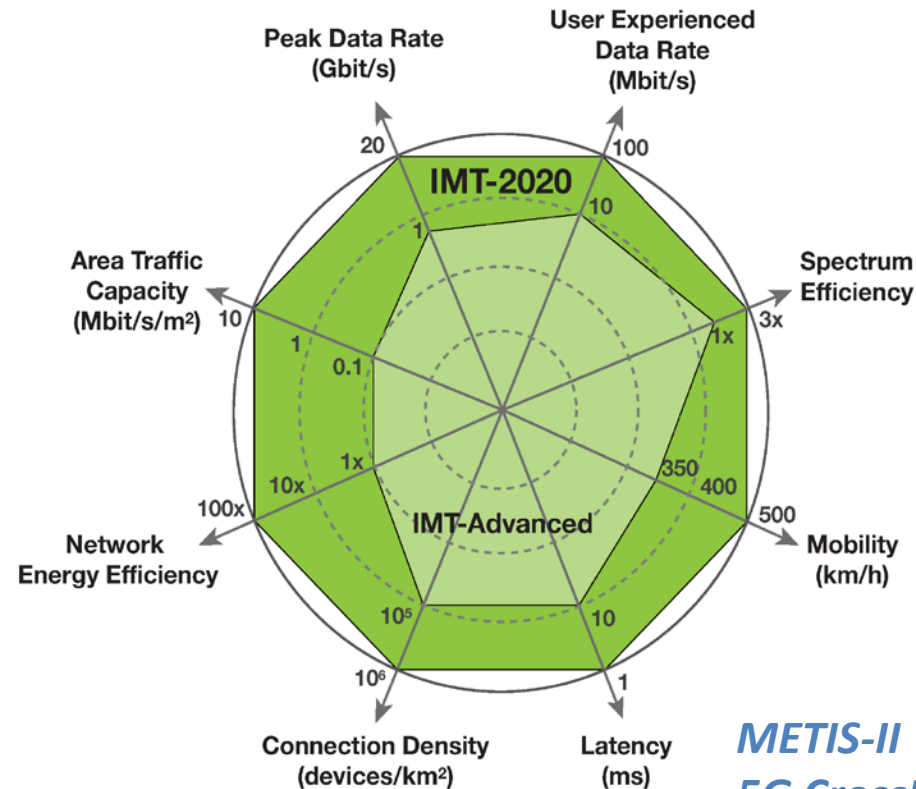 User Experienced
Data Rate
(Mbit/s)
Peak Data Rate
(Gbit/s)
20
100
IMT-2020
10
1
Area Traffic
Capacity
(Mbit/s/m²)
Spectrum
Efficiency
10
1
0.1
1x
3x
1x
10x
100x
350
400
500
Network
Energy Efficiency
IMT-Advanced
Mobility
(km/h)
10⁵
10
10⁶
1
Connection Density
(devices/km²)
Latency
(ms)
METIS-II